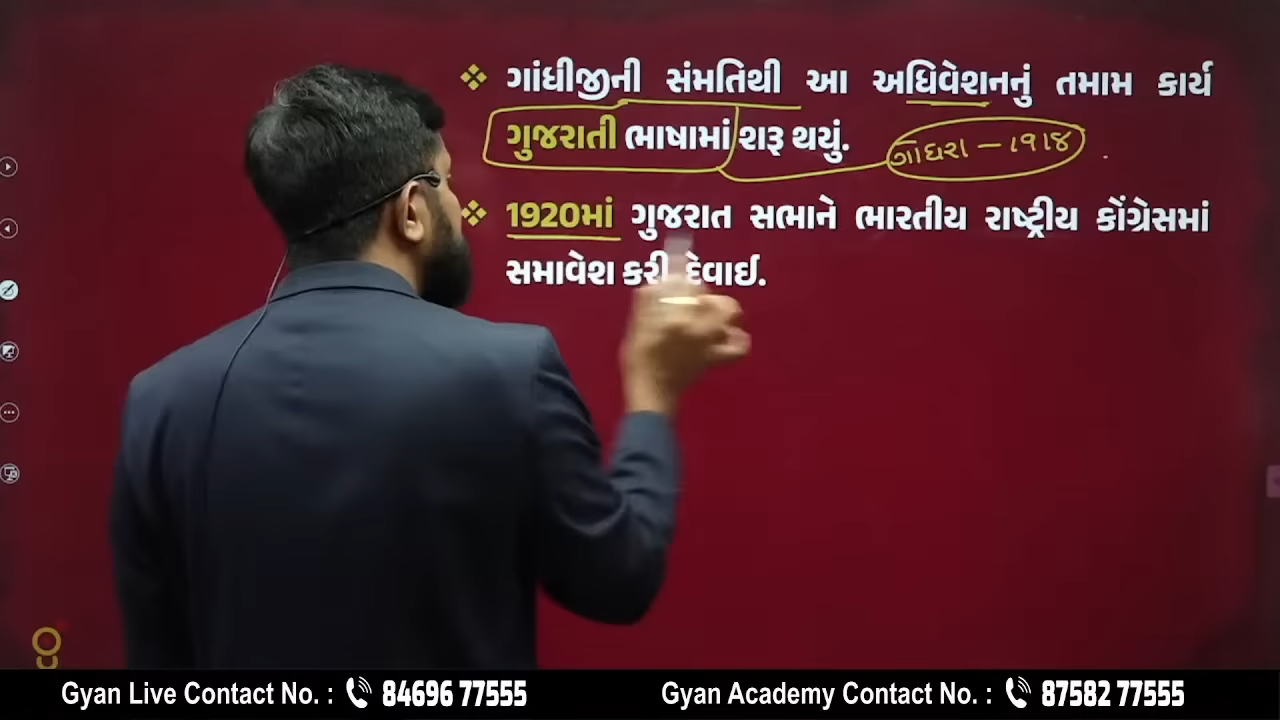 ❖ ગાંધીજીની સંમતિથી આ અધિવેશનનું તમામ કાર્ય
ગુજરાતી ભાષામાં શરૂ થયું. ગોધરા – ૧૯૧૭
❖ 1920માં ગુજરાત સભાને ભારતીય રાષ્ટ્રીય કોંગ્રેસમાં
સમાવેશ કરી દેવાઈ.
Gyan Live Contact No. : 84696 77555 Gyan Academy Contact No. : 87582 77555